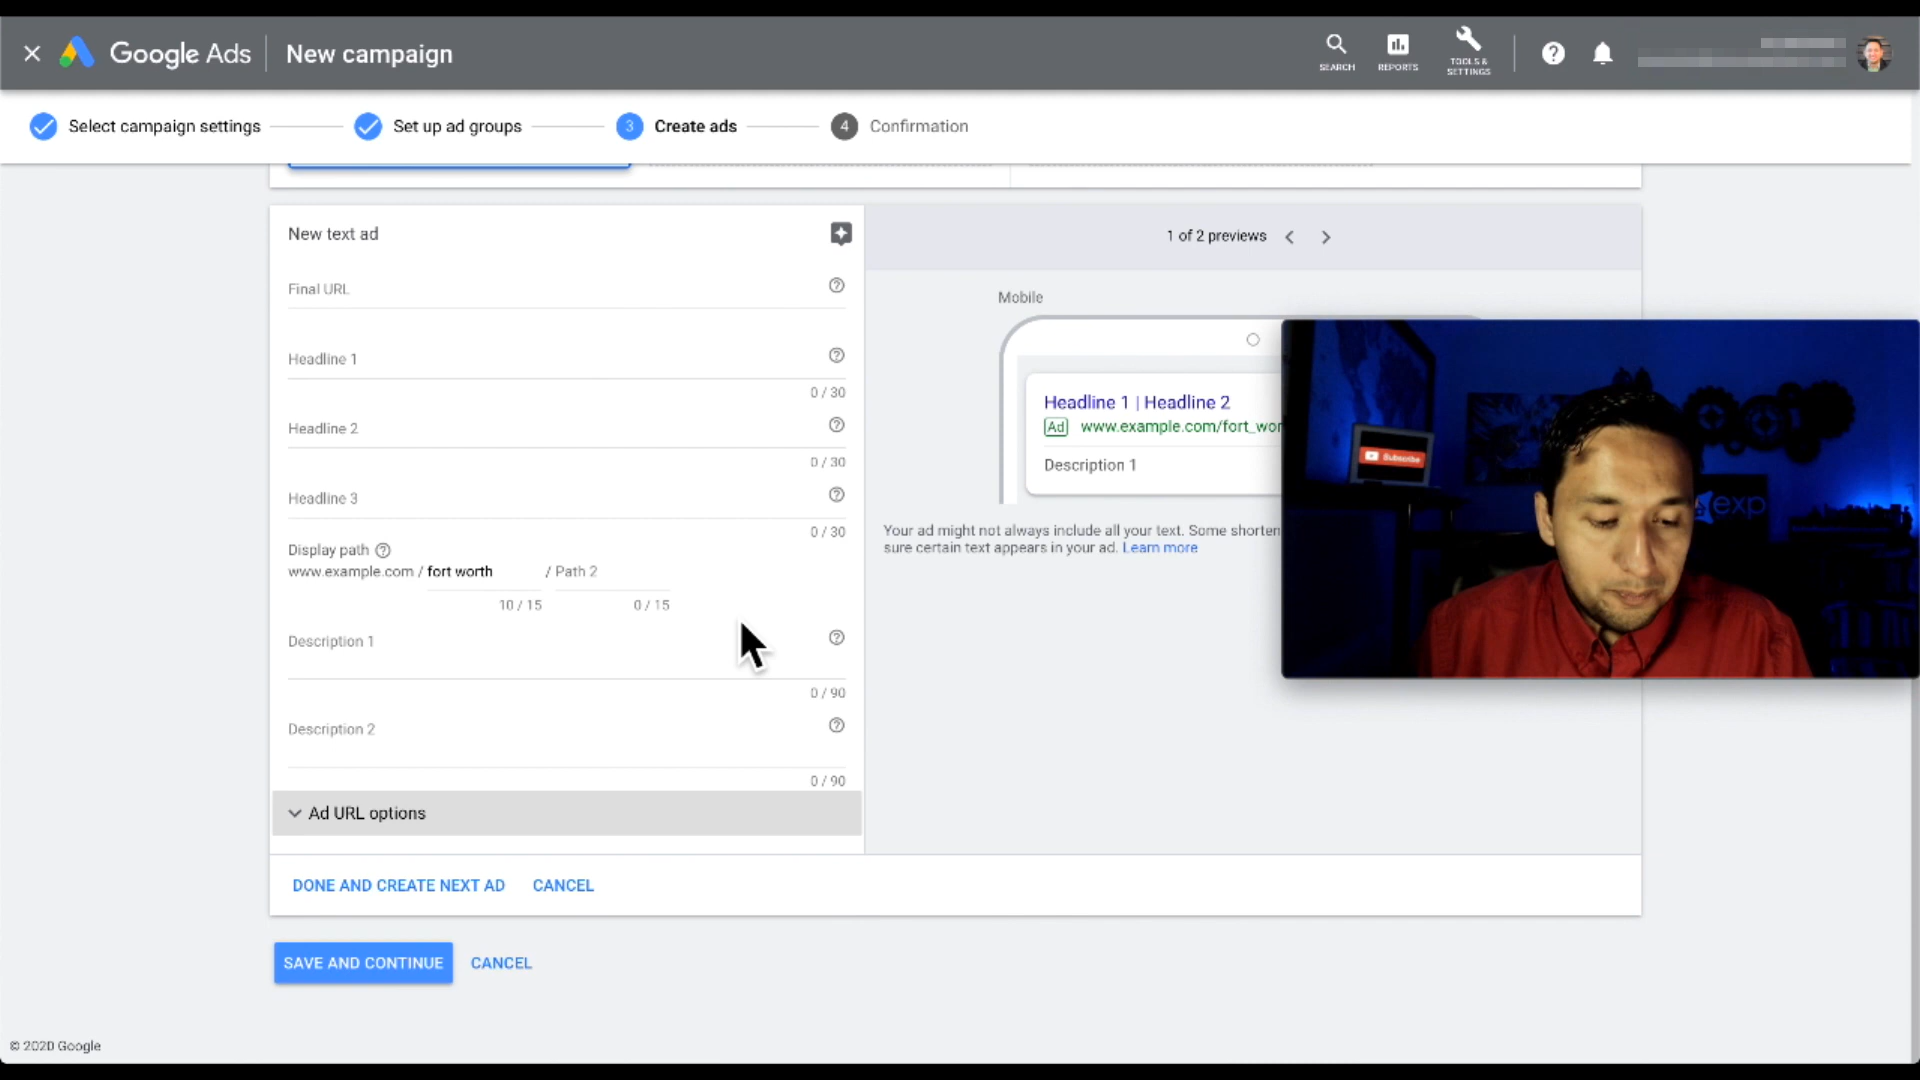 Google Ads
New campaign
SEARCH
REPORTS
TOOLS &
SETTINGS
Select campaign settings
Set up ad groups
3
Create ads
4
Confirmation
New text ad
Final URL
Headline 1
0 / 30
Headline 2
0 / 30
Headline 3
0 / 30
Display path
www.example.com / fort worth
/ Path 2
10 / 15
0 / 15
Description 1
0 / 90
Description 2
0 / 90
Ad URL options
DONE AND CREATE NEXT AD
CANCEL
SAVE AND CONTINUE
CANCEL
1 of 2 previews
Mobile
Headline 1 | Headline 2
Ad
www.example.com/fort_wor
Description 1
Your ad might not always include all your text. Some shorten
sure certain text appears in your ad. Learn more
Subscribe
exp
© 2020 Google